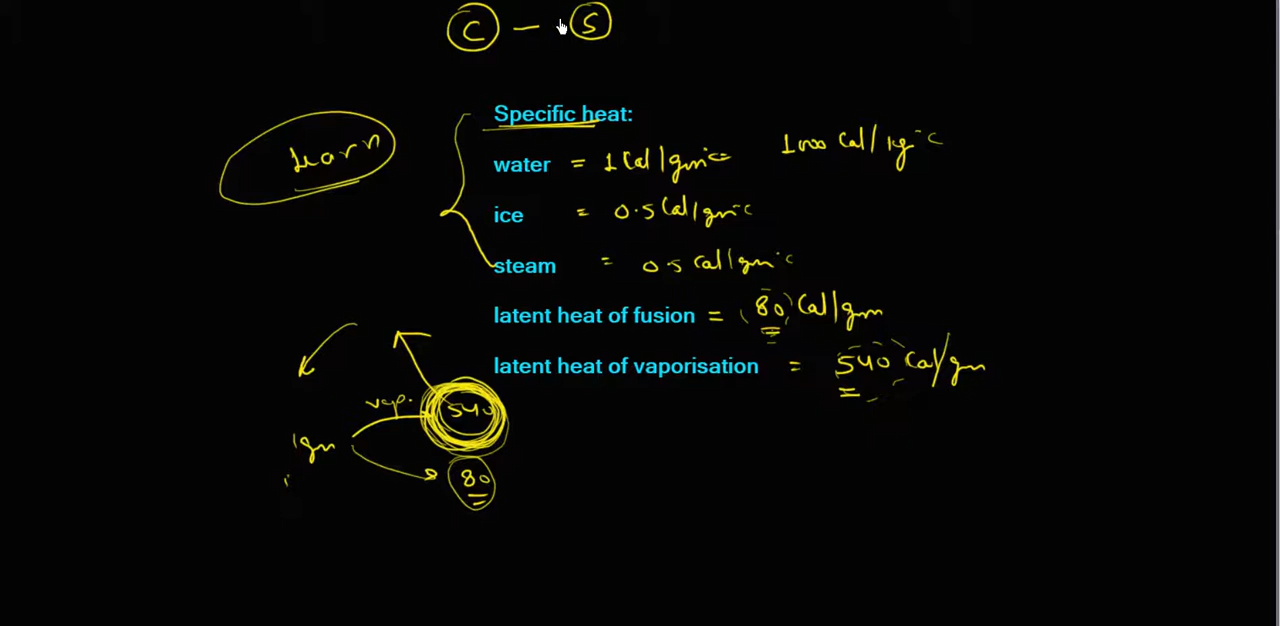 C - S
Specific heat:
learn
water = 1 Cal/gm°c 1000 Cal/kg°c
ice = 0.5 Cal/gm°c
steam = 0.5 Cal/gm°c
latent heat of fusion = 80 Cal/gm
latent heat of vaporisation = 540 Cal/gm
vap. 540
1gm
80